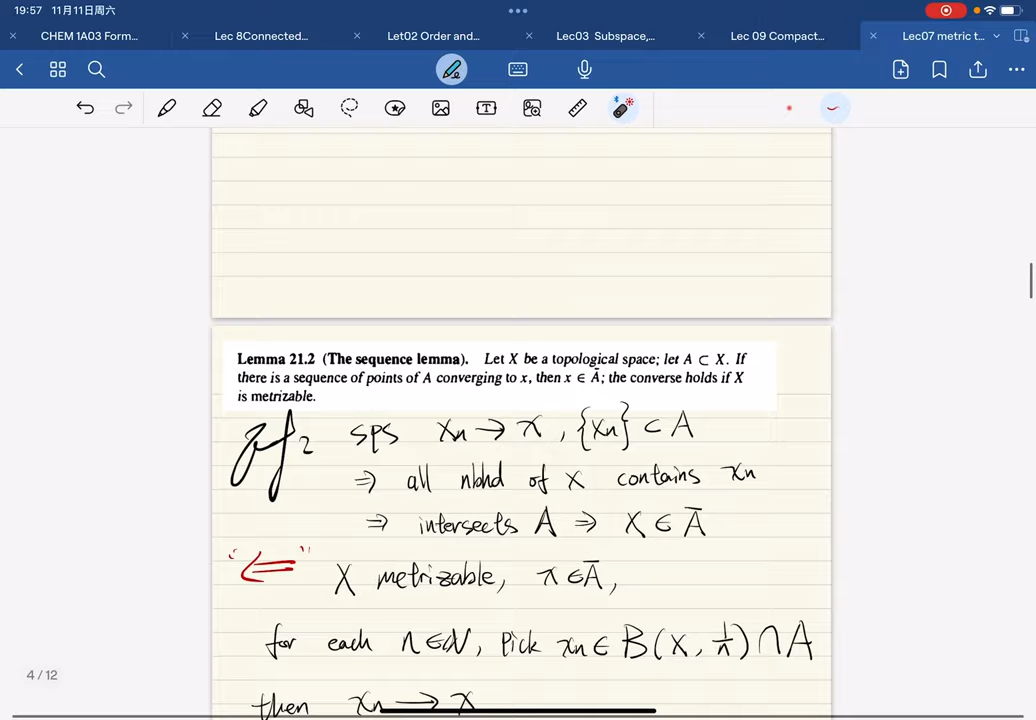 19:57 11月11日周六
CHEM 1A03 Form... Lec 8Connected... Let02 Order and... Lec03 Subspace,... Lec 09 Compact... Lec07 metric t...
Lemma 21.2 (The sequence lemma). Let X be a topological space; let A ⊂ X. If
there is a sequence of points of A converging to x, then x ∈ Ā; the converse holds if X
is metrizable.
pf: sps xn → x, {xn} ⊂ A
⇒ all nbhd of x contains xn
⇒ intersects A ⇒ x ∈ Ā
"⇐" X metrizable, x ∈ Ā,
for each n ∈ ℕ, pick xn ∈ B(x, 1/n) ∩ A
then xn → x
4 / 12